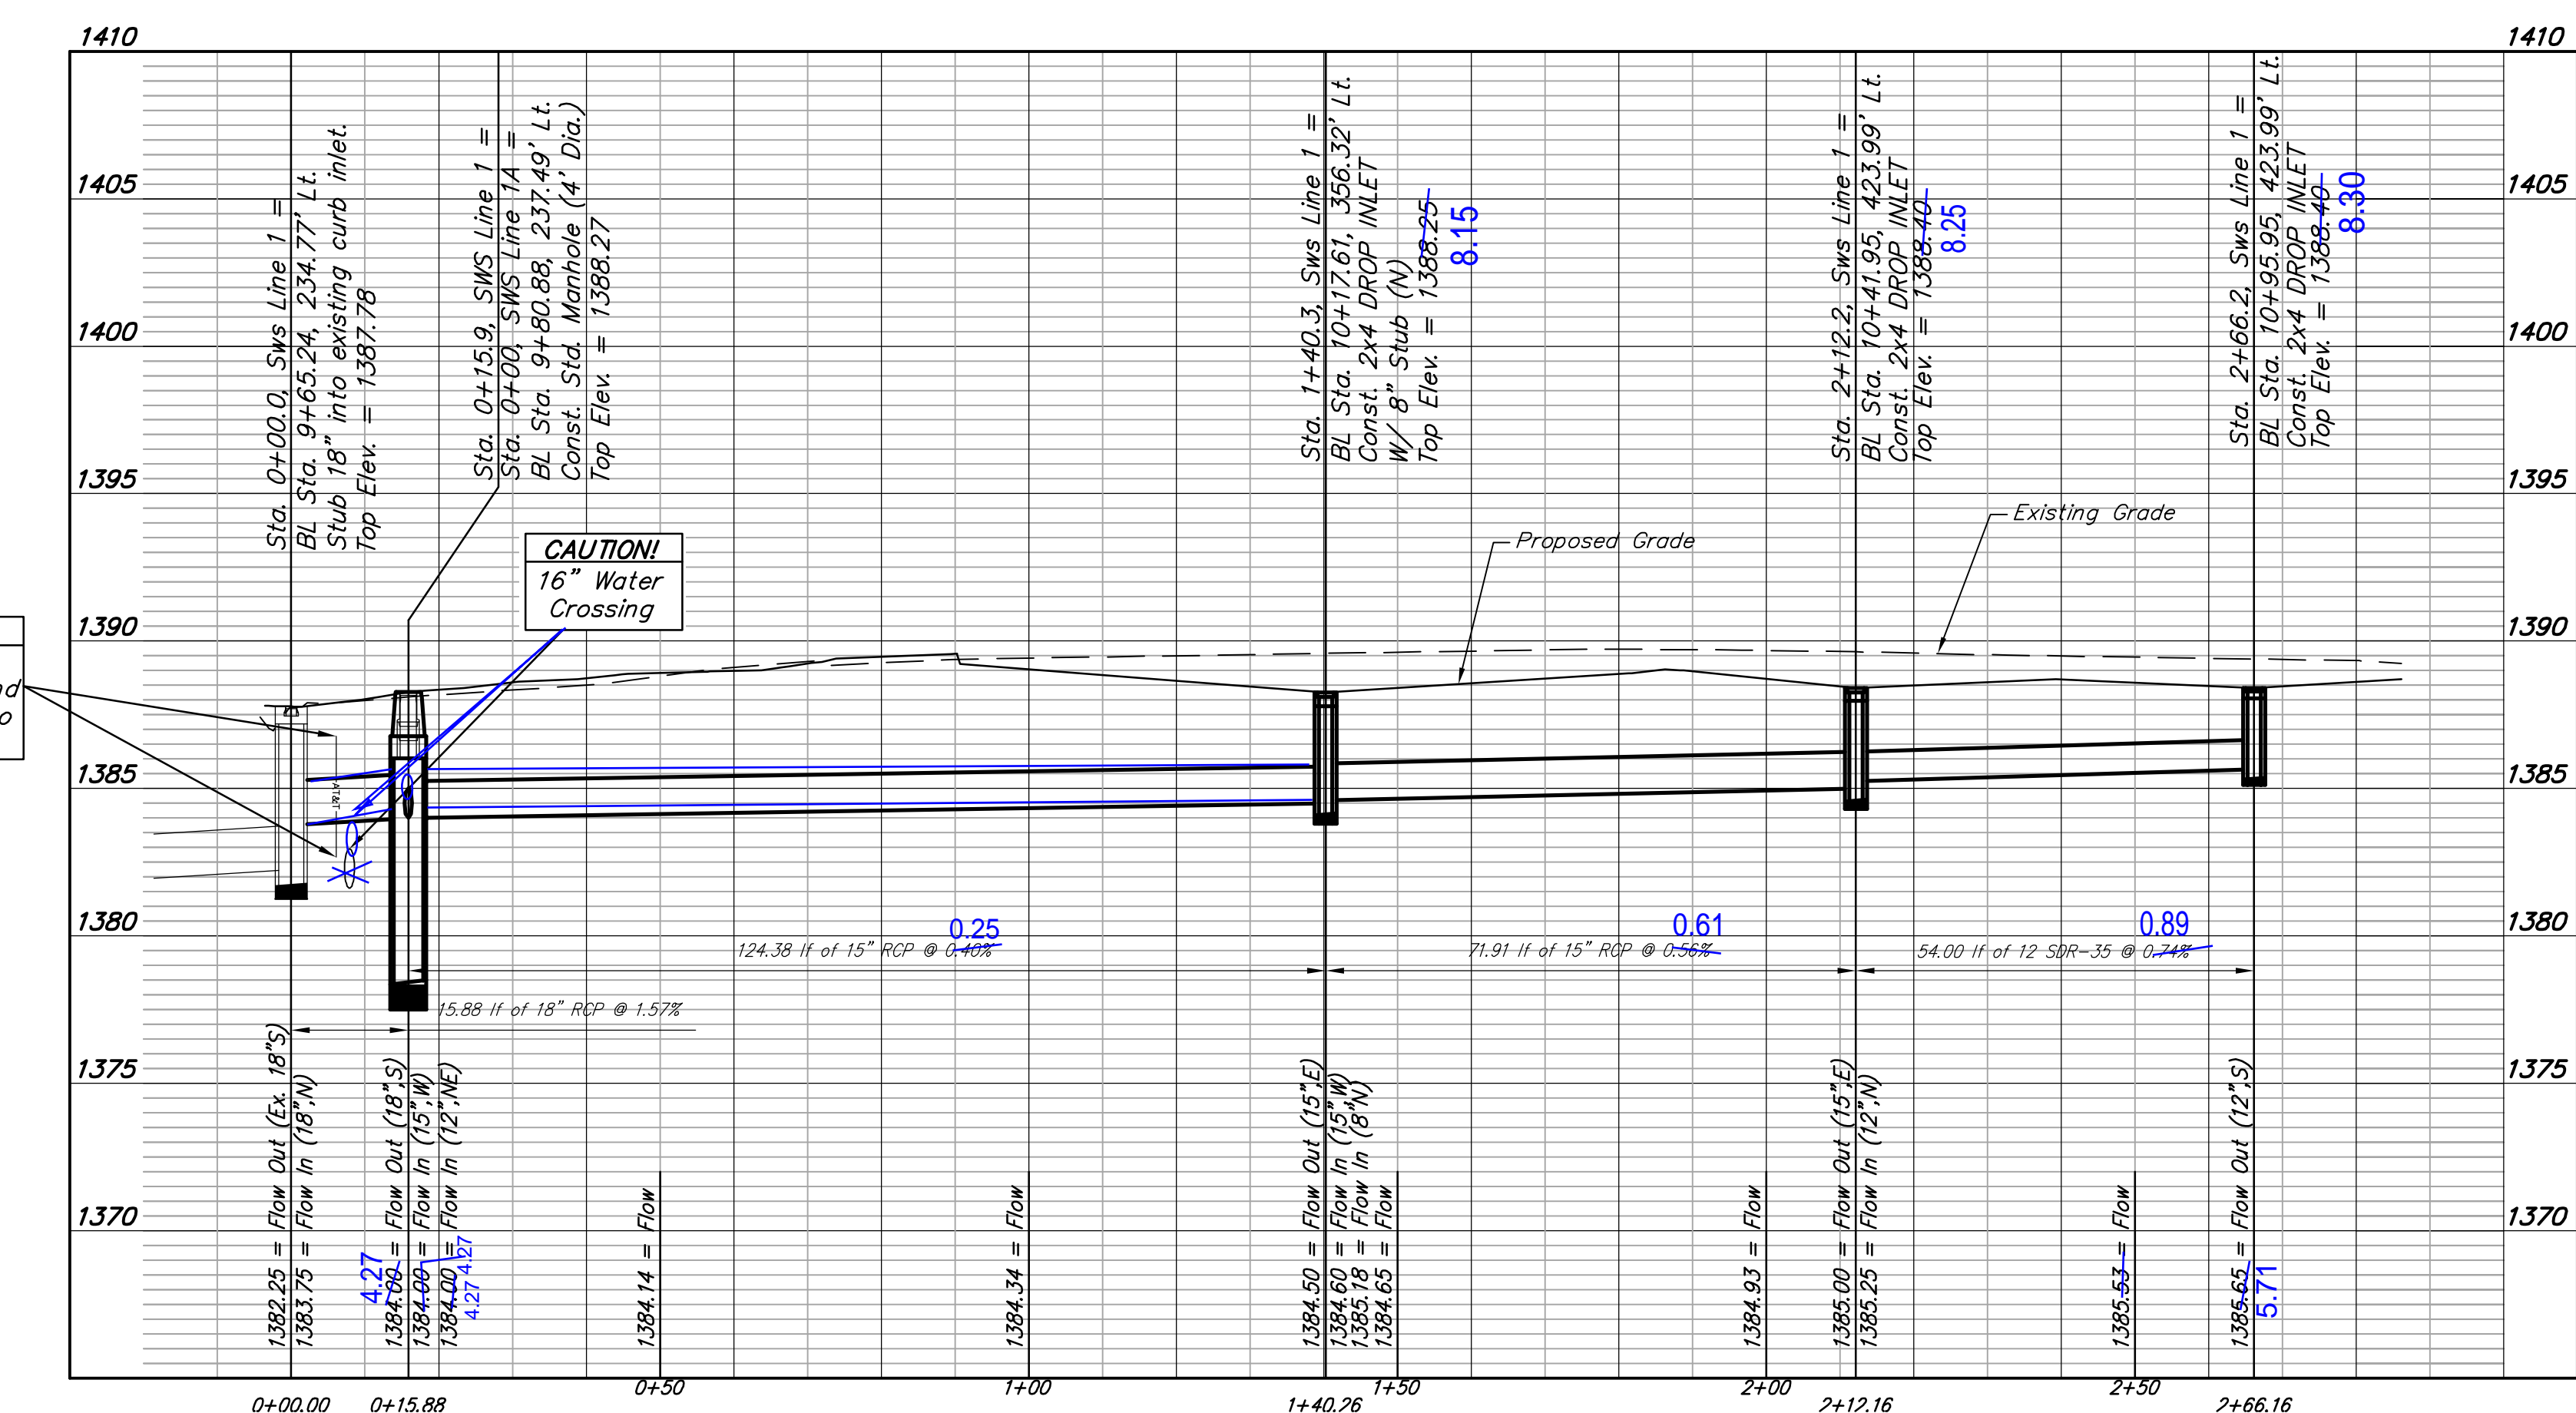 1410
1410
1405
1405
1400
1400
1395
1395
1390
1390
1385
1385
1380
1380
1375
1375
1370
1370
Sta. 0+00.0, Sws Line 1 =
BL Sta. 9+65.24, 234.77' Lt.
Stub 18" into existing curb inlet.
Top Elev. = 1387.78
Sta. 0+15.9, SWS Line 1 =
Sta. 0+00, SWS Line 1A =
BL Sta. 9+80.88, 237.49' Lt.
Const. Std. Manhole (4' Dia.)
Top Elev. = 1388.27
Sta. 1+40.3, Sws Line 1 =
BL Sta. 10+17.61, 356.32' Lt.
Const. 2x4 DROP INLET
W/ 8" Stub (N)
Top Elev. = 1388.25
8.15
Sta. 2+12.2, Sws Line 1 =
BL Sta. 10+41.95, 423.99' Lt.
Const. 2x4 DROP INLET
Top Elev. = 1388.40
8.25
Sta. 2+66.2, Sws Line 1 =
BL Sta. 10+95.95, 423.99' Lt.
Const. 2x4 DROP INLET
Top Elev. = 1388.40
8.30
CAUTION!
16" Water
Crossing
Proposed Grade
Existing Grade
AT&T
0.25
124.38 lf of 15" RCP @ 0.40%
0.61
71.91 lf of 15" RCP @ 0.56%
0.89
54.00 lf of 12 SDR-35 @ 0.74%
15.88 lf of 18" RCP @ 1.57%
1382.25 = Flow Out (Ex. 18"S)
1383.75 = Flow In (18",N)
4.27
1384.00 = Flow Out (18",S)
1384.00 = Flow In (15",W)
1384.00 = Flow In (12",NE)
4.27
4.27
1384.14 = Flow
1384.34 = Flow
1384.50 = Flow Out (15",E)
1384.60 = Flow In (15"W)
1385.18 = Flow In (8"N)
1384.65 = Flow
1384.93 = Flow
1385.00 = Flow Out (15",E)
1385.25 = Flow In (12",N)
1385.53 = Flow
1385.65 = Flow Out (12",S)
5.71
0+50
1+00
1+50
2+00
2+50
0+00.00
0+15.88
1+40.26
2+12.16
2+66.16